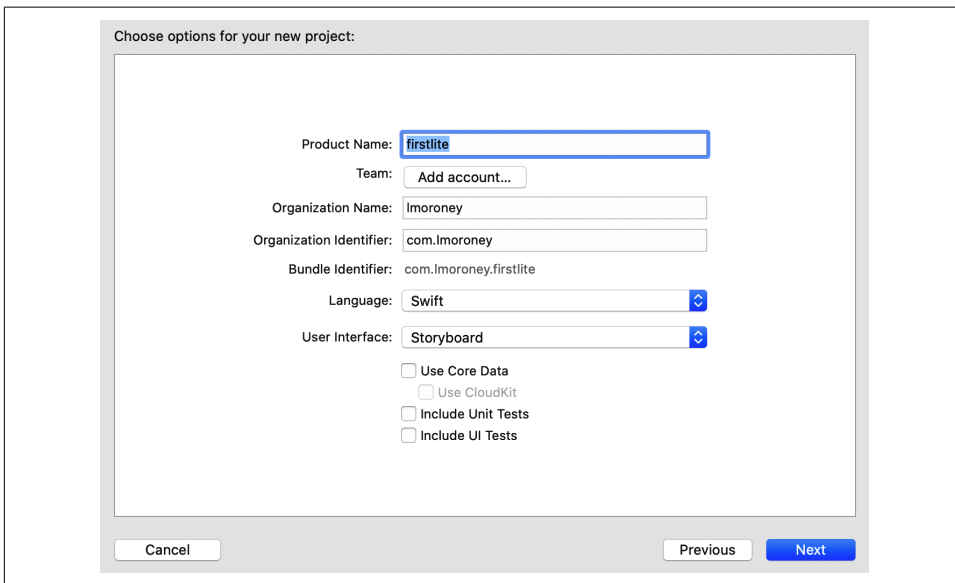 Choose options for your new project:
Product Name: firstlite
Team: Add account...
Organization Name: lmoroney
Organization Identifier: com.lmoroney
Bundle Identifier: com.lmoroney.firstlite
Language: Swift
User Interface: Storyboard
Use Core Data
Use CloudKit
Include Unit Tests
Include UI Tests
Cancel Previous Next